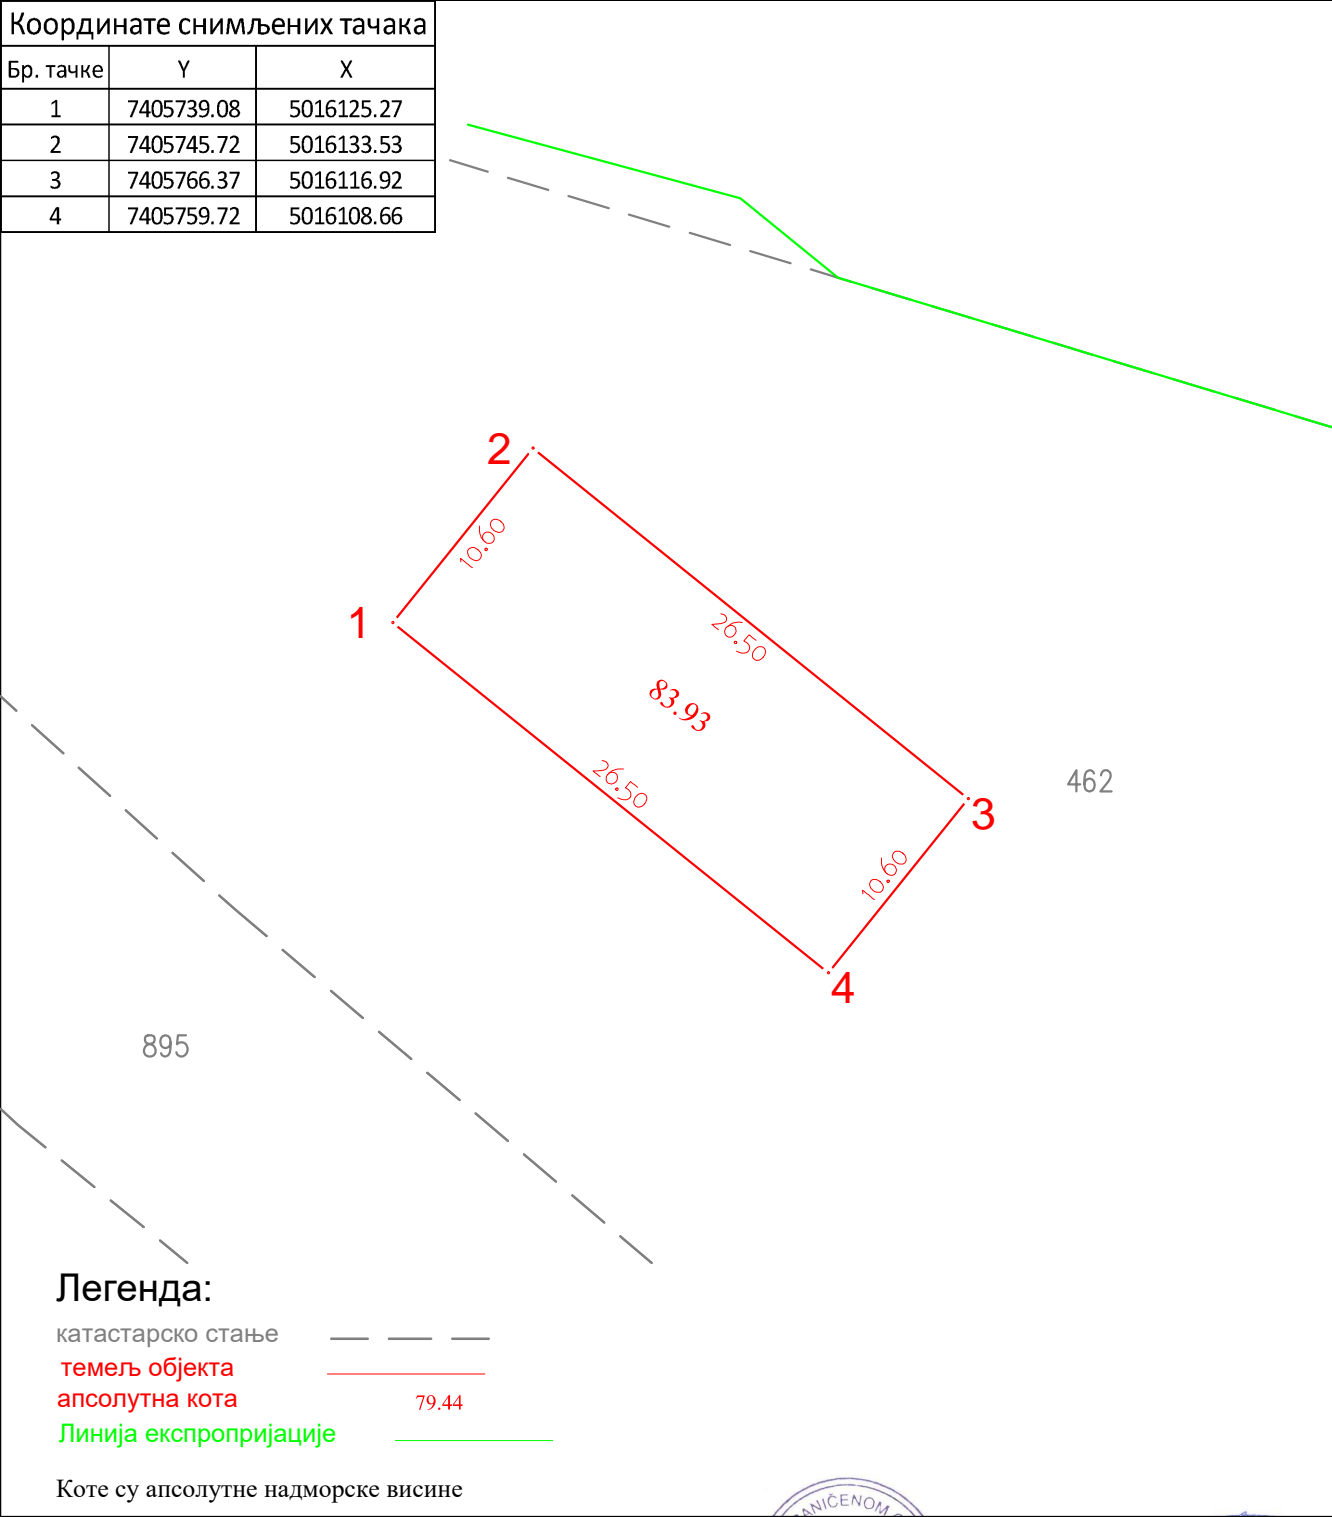 Координате снимљених тачака
Бр. тачке Y X
1 7405739.08 5016125.27
2 7405745.72 5016133.53
3 7405766.37 5016116.92
4 7405759.72 5016108.66
2
10.60
1
26.50
83.93
26.50
462
3
10.60
4
895
Легенда:
катастарско стање
темељ објекта
апсолутна кота 79.44
Линија експропријације
Коте су апсолутне надморске висине